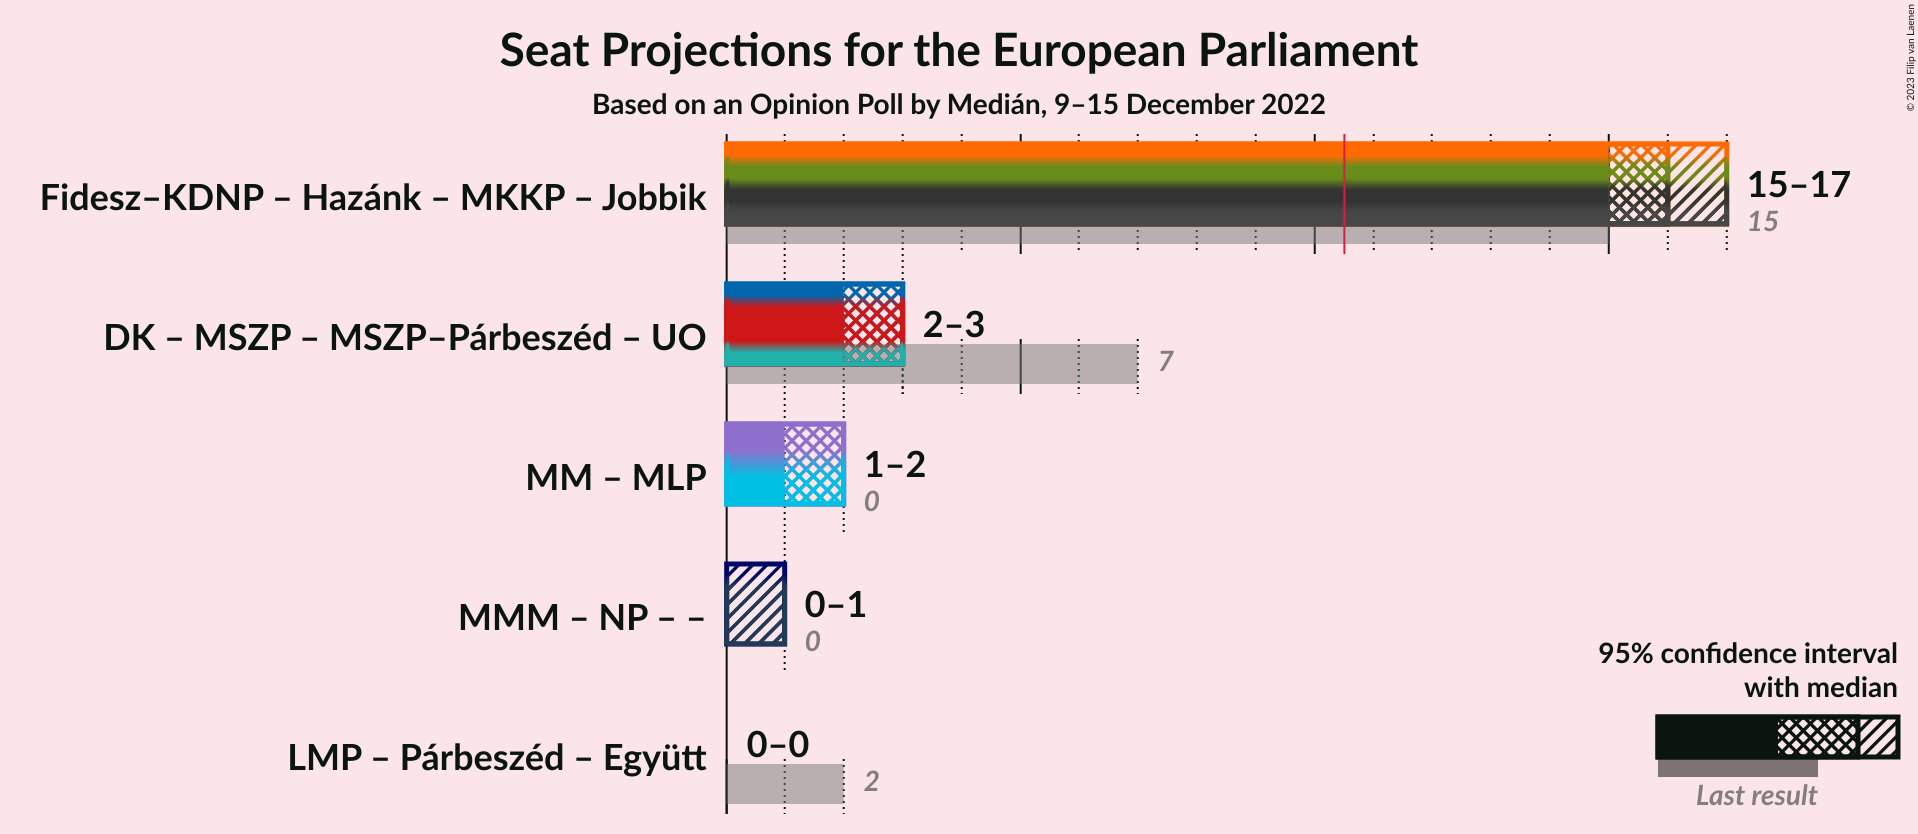 Seat Projections for the European Parliament
Based on an Opinion Poll by Medián, 9–15 December 2022
© 2023 Filip van Laenen
Fidesz–KDNP – Hazánk – MKKP – Jobbik
15–17
15
DK – MSZP – MSZP–Párbeszéd – UO
2–3
7
MM – MLP
1–2
0
MMM – NP – –
0–1
0
LMP – Párbeszéd – Együtt
0–0
2
95% confidence interval
with median
Last result